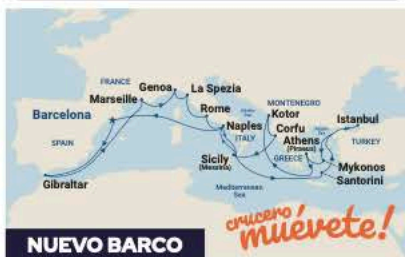 FRANCE
Genoa
La Spezia
Marseille
Rome
MONTENEGRO
Kotor
Istanbul
Barcelona
Naples
ITALY
Corfu
Athens
(Piraeus)
TURKEY
SPAIN
Sicily
(Messina)
GREECE
Mykonos
Santorini
Gibraltar
Mediterranean
Sea
crucero
muévete!
NUEVO BARCO